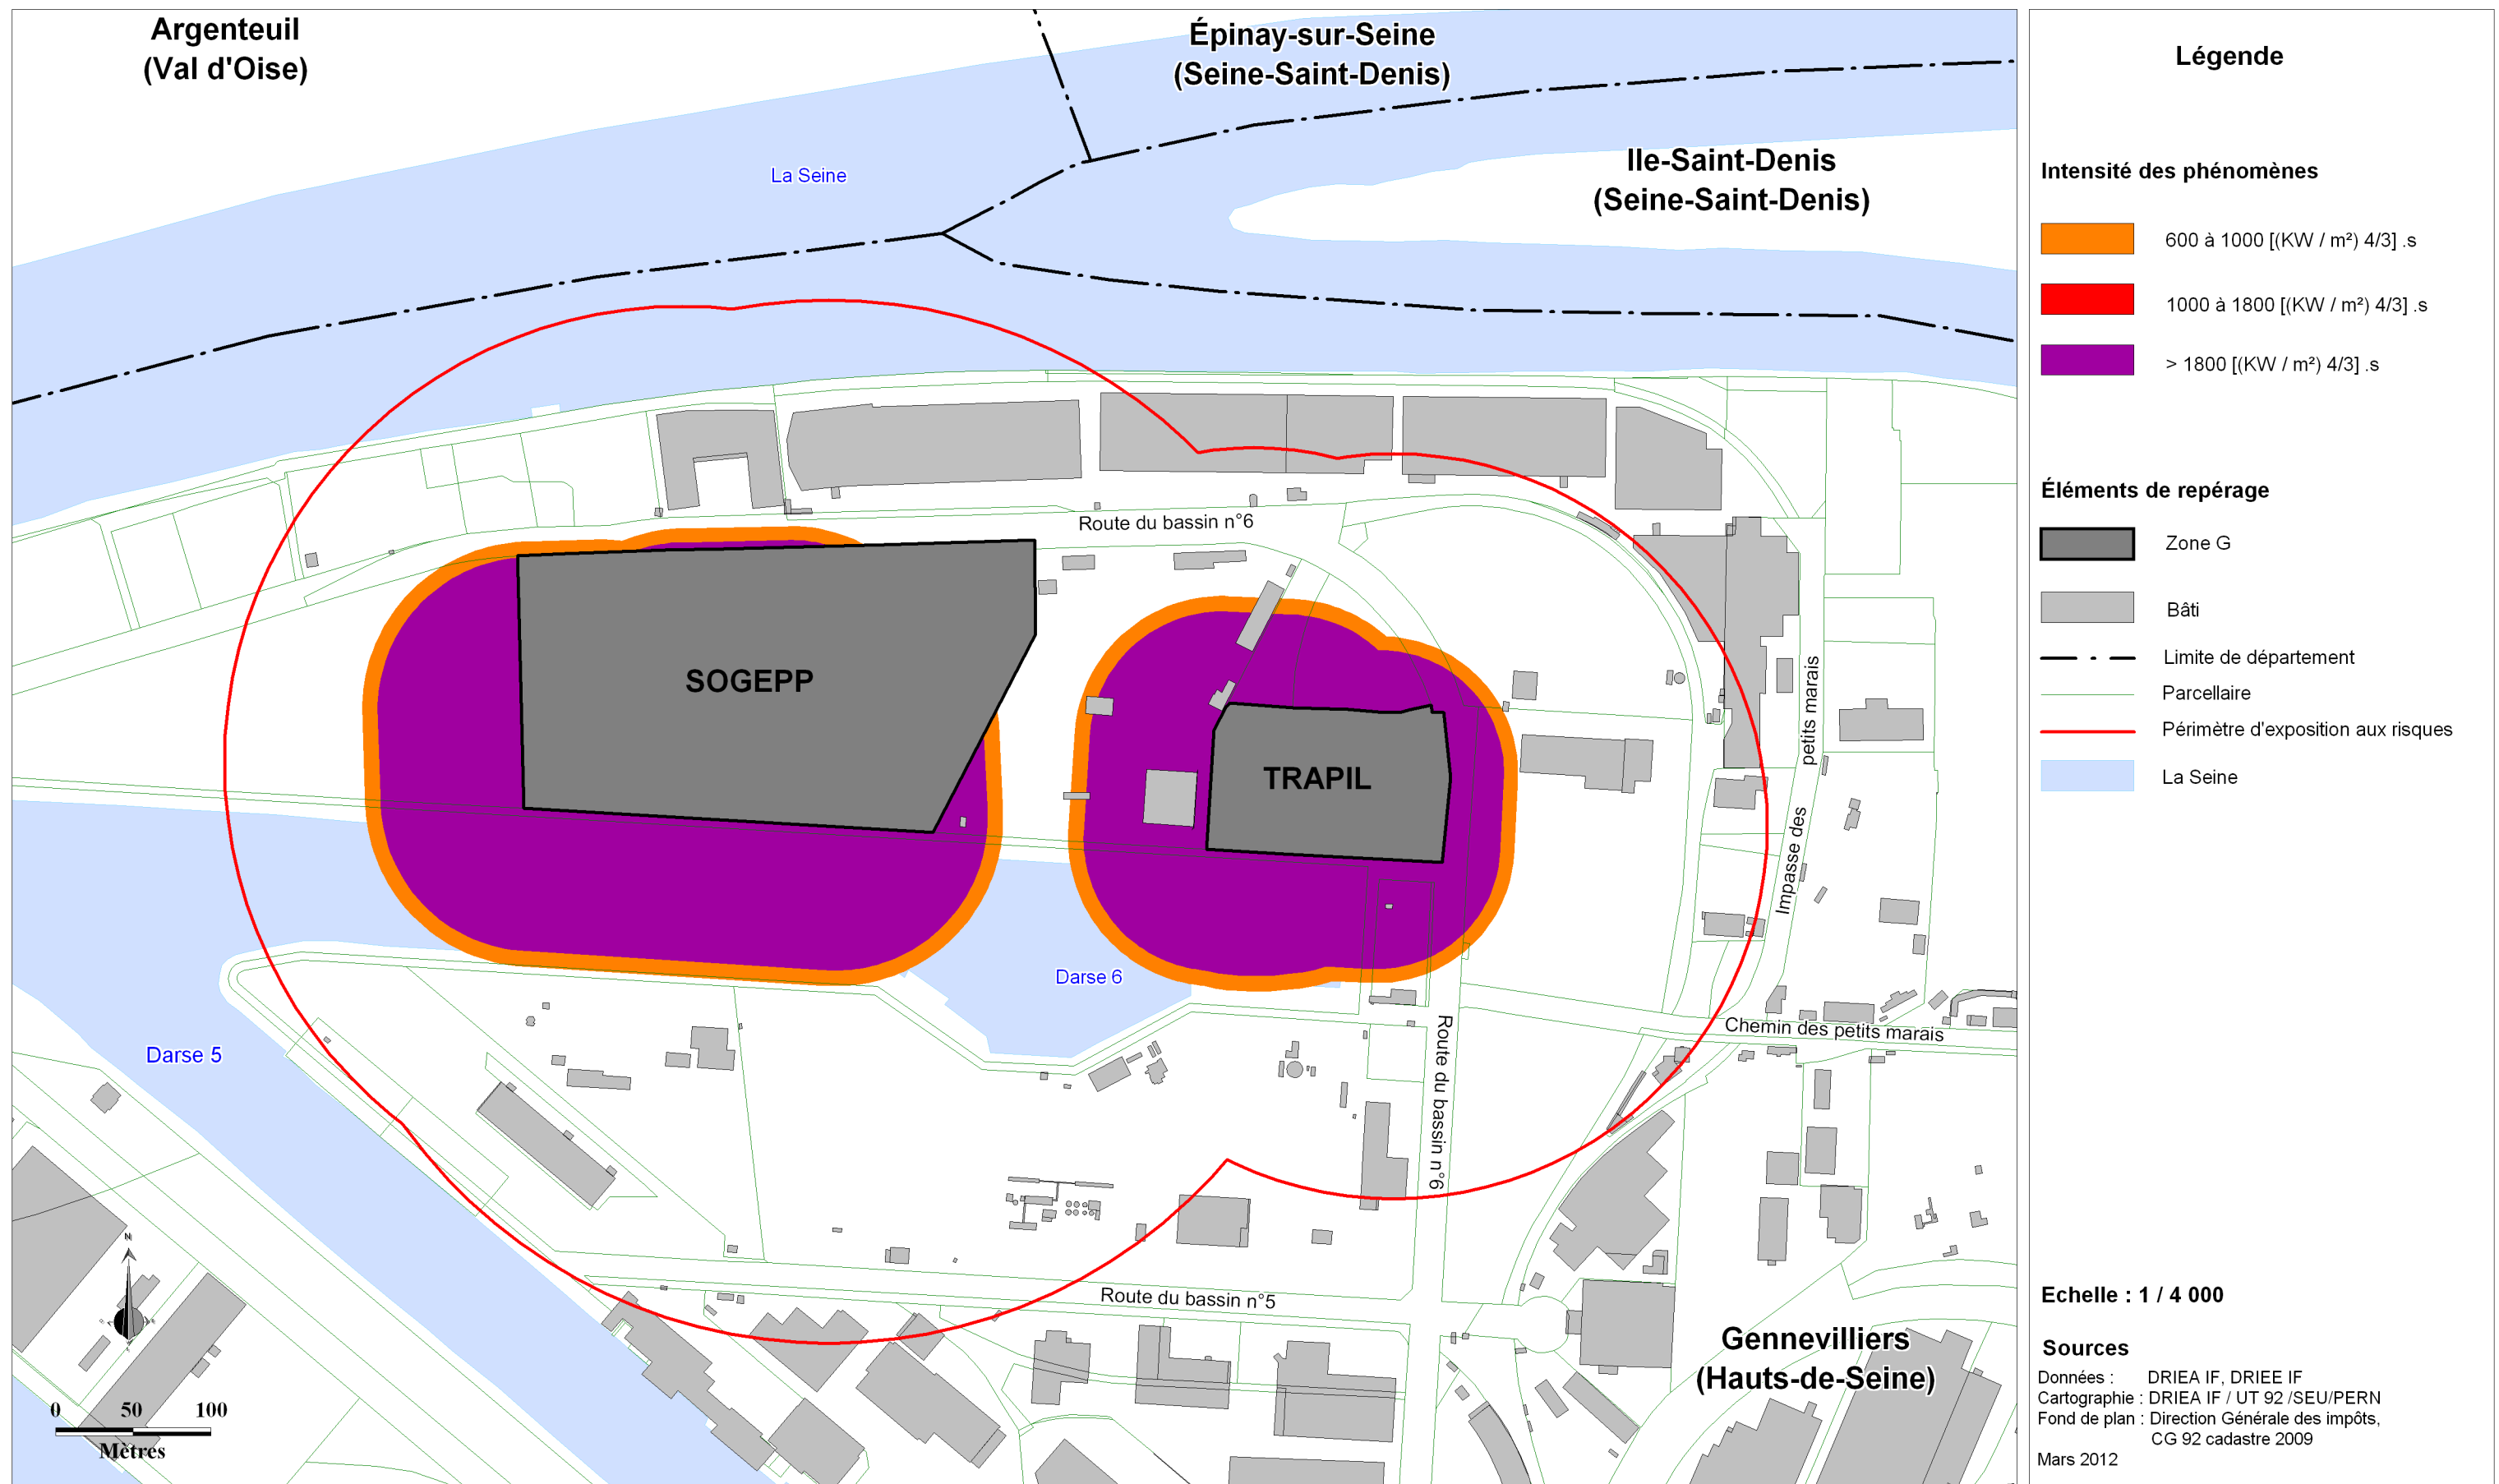 Argenteuil
(Val d'Oise)
Épinay-sur-Seine
(Seine-Saint-Denis)
Ile-Saint-Denis
(Seine-Saint-Denis)
La Seine
Route du bassin n°6
SOGEPP
TRAPIL
petits marais
Impasse des
Darse 6
Darse 5
Chemin des petits marais
Route du bassin n°6
Route du bassin n°5
Gennevilliers
(Hauts-de-Seine)
N
0 50 100
Mètres
Légende
Intensité des phénomènes
600 à 1000 [(KW / m²) 4/3] .s
1000 à 1800 [(KW / m²) 4/3] .s
> 1800 [(KW / m²) 4/3] .s
Éléments de repérage
Zone G
Bâti
Limite de département
Parcellaire
Périmètre d'exposition aux risques
La Seine
Echelle : 1 / 4 000
Sources
Données : DRIEA IF, DRIEE IF
Cartographie : DRIEA IF / UT 92 /SEU/PERN
Fond de plan : Direction Générale des impôts,
CG 92 cadastre 2009
Mars 2012